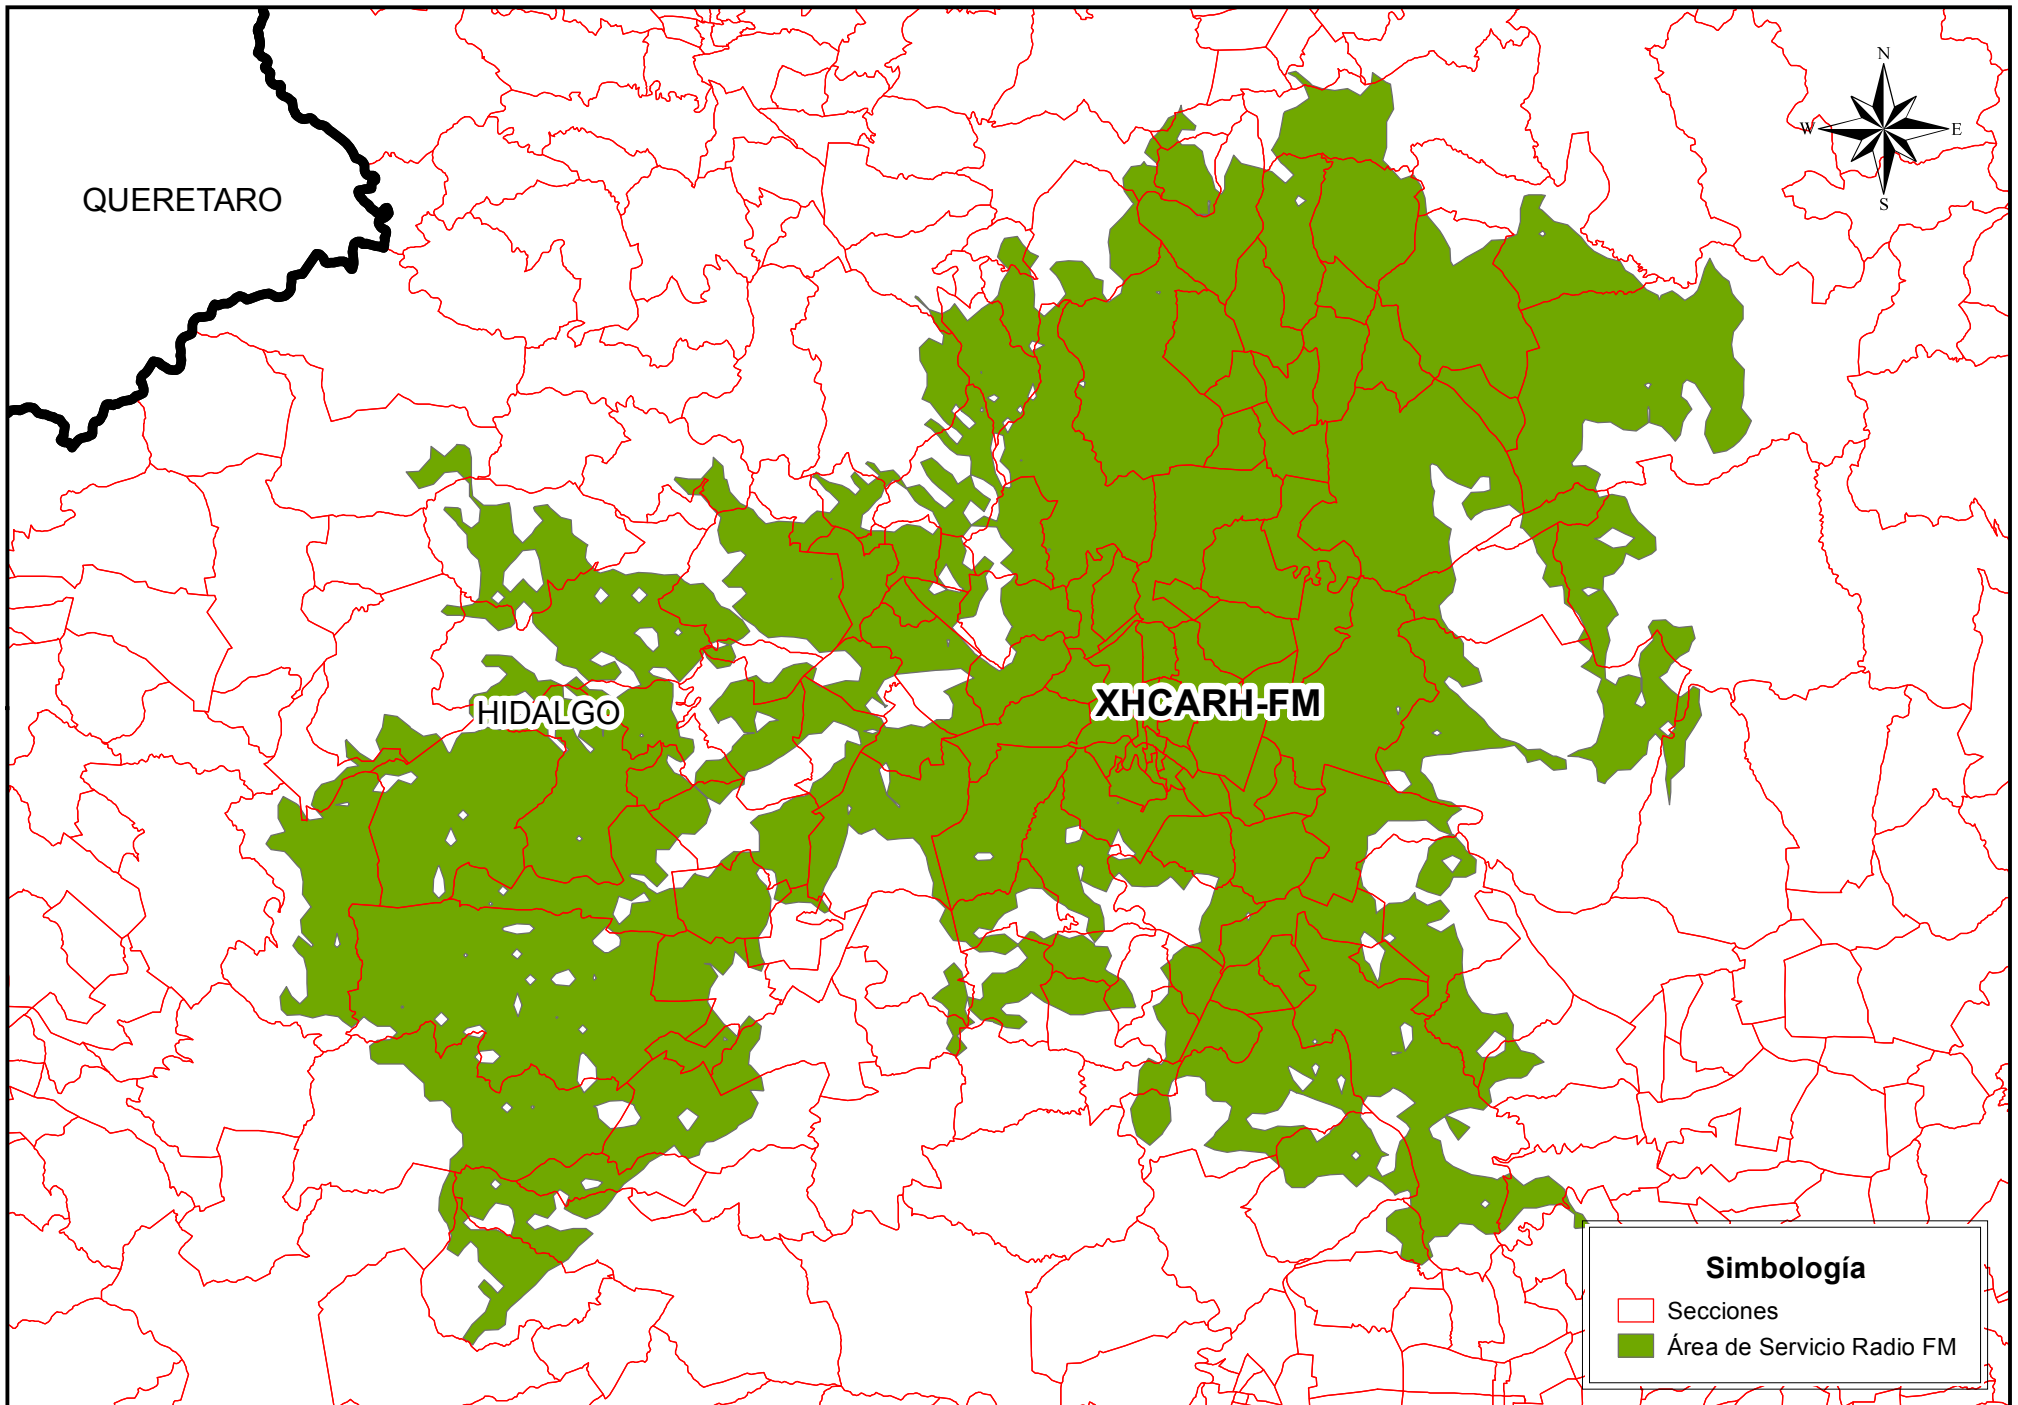 N
W E
S
QUERETARO
HIDALGO
XHCARH-FM
Simbología
Secciones
Área de Servicio Radio FM